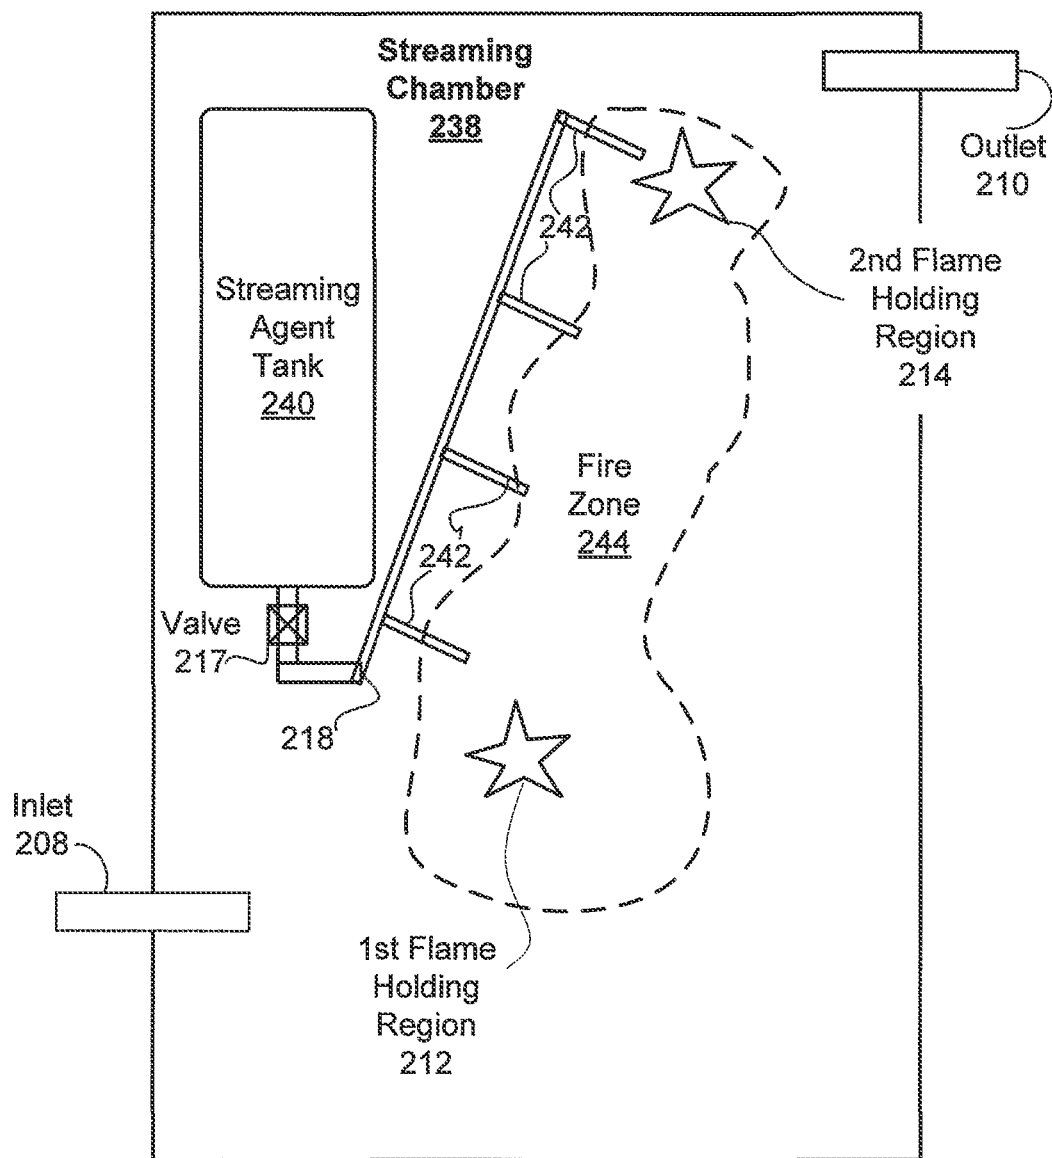 Streaming
Chamber
238
Outlet
210
242
2nd Flame
Holding
Region
214
Streaming
Agent
Tank
240
Fire
Zone
244
242
Valve
217
218
Inlet
208
1st Flame
Holding
Region
212